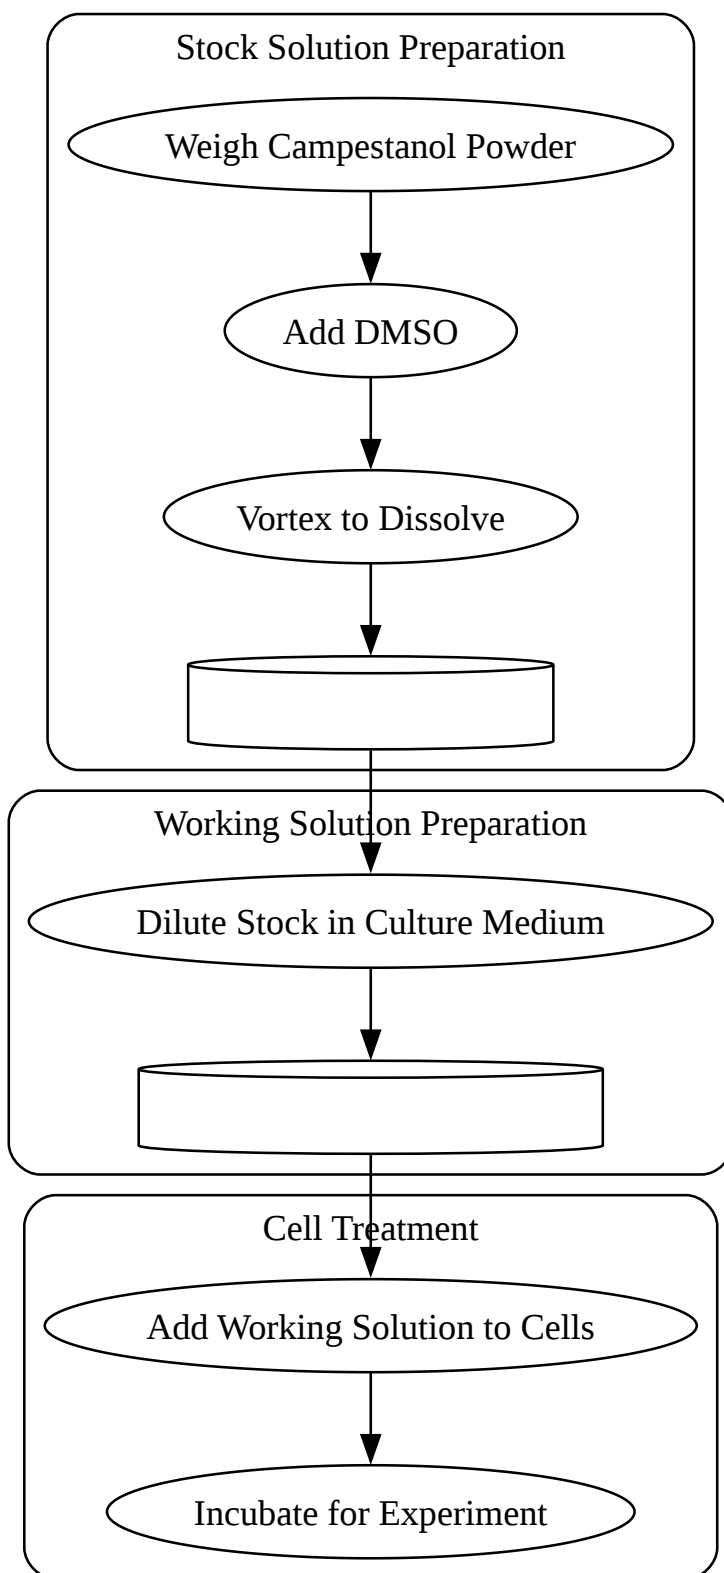 Stock Solution Preparation
Weigh Campestanol Powder
Add DMSO
Vortex to Dissolve
Working Solution Preparation
Dilute Stock in Culture Medium
Cell Treatment
Add Working Solution to Cells
Incubate for Experiment